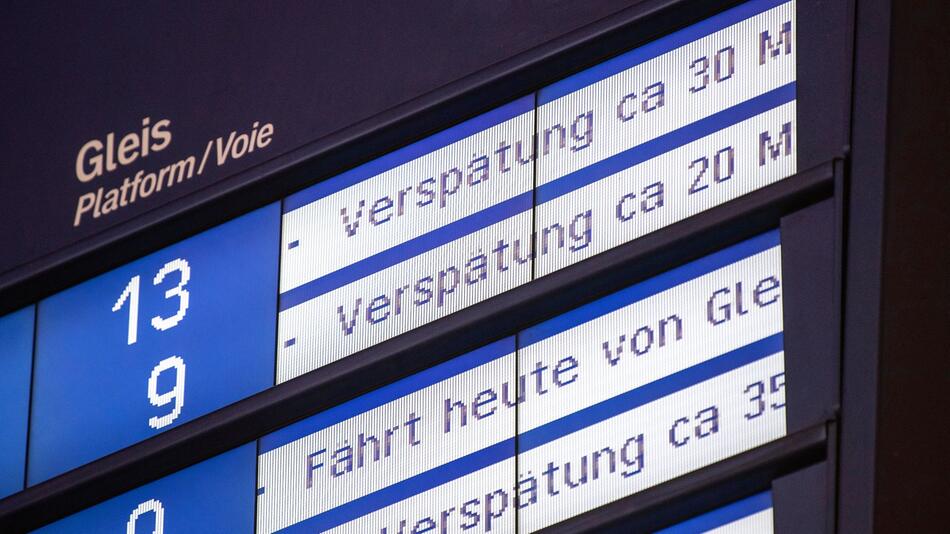 Gleis
Platform/Voie
13 - Verspätung ca 30 M
9 - Verspätung ca 20 M
- Fährt heute von Gle
Verspätung ca 35